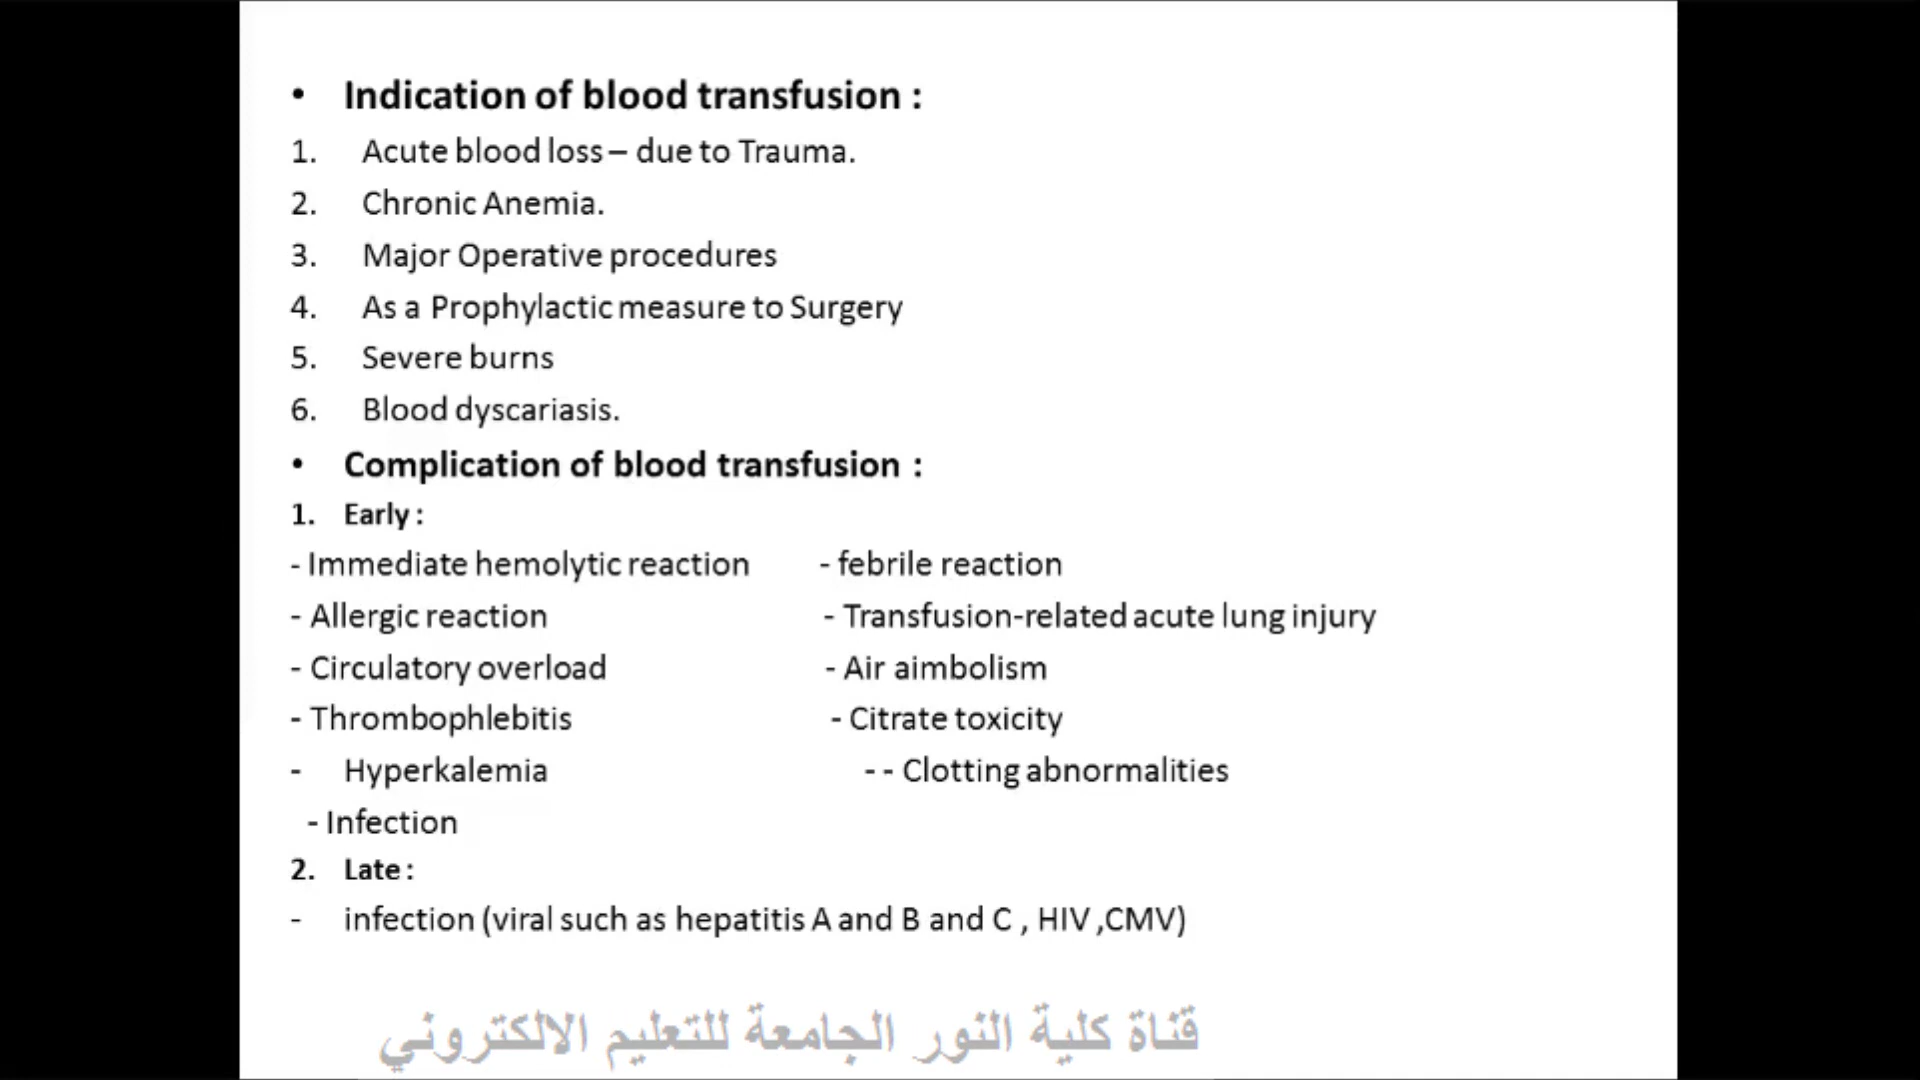 • Indication of blood transfusion :
1. Acute blood loss – due to Trauma.
2. Chronic Anemia.
3. Major Operative procedures
4. As a Prophylactic measure to Surgery
5. Severe burns
6. Blood dyscariasis.
• Complication of blood transfusion :
1. Early :
- Immediate hemolytic reaction - febrile reaction
- Allergic reaction - Transfusion-related acute lung injury
- Circulatory overload - Air aimbolism
- Thrombophlebitis - Citrate toxicity
- Hyperkalemia - - Clotting abnormalities
- Infection
2. Late :
- infection (viral such as hepatitis A and B and C , HIV ,CMV)
قناة كلية النور الجامعة للتعليم الالكتروني